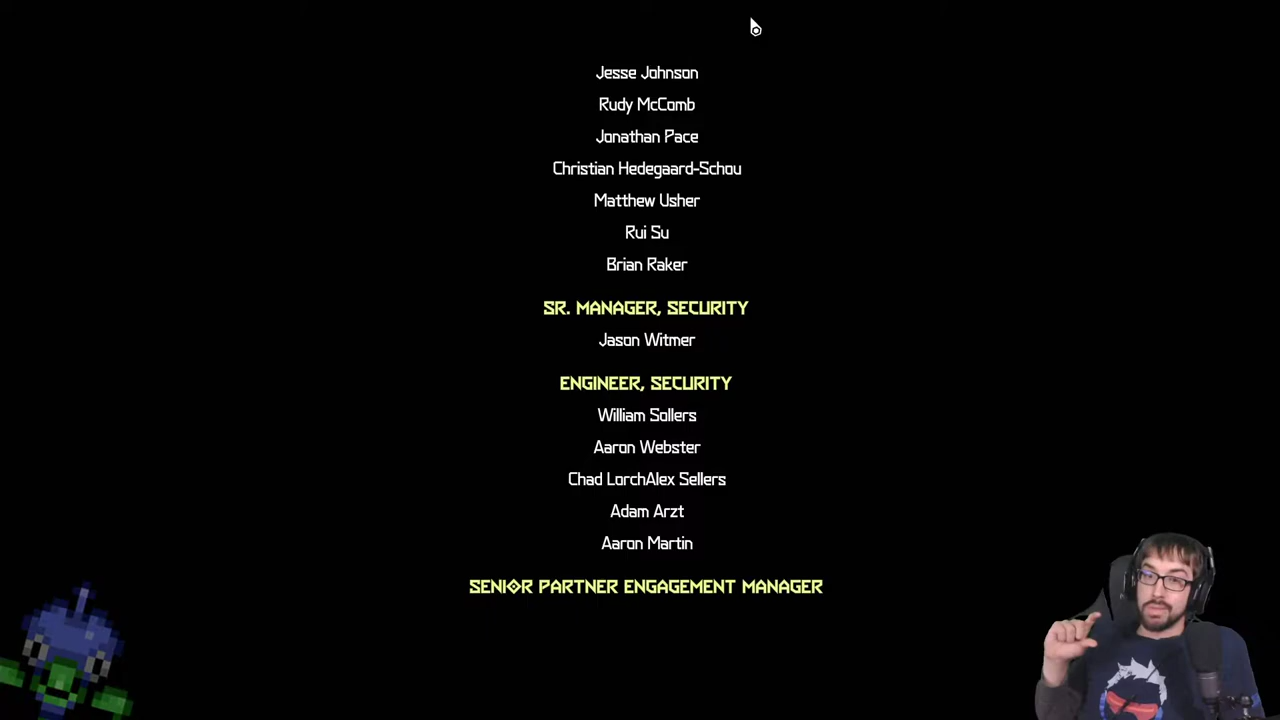 Jesse Johnson
Rudy McComb
Jonathan Pace
Christian Hedegaard-Schou
Matthew Usher
Rui Su
Brian Raker
SR. MANAGER, SECURITY
Jason Witmer
ENGINEER, SECURITY
William Sollers
Aaron Webster
Chad LorchAlex Sellers
Adam Arzt
Aaron Martin
SENIOR PARTNER ENGAGEMENT MANAGER